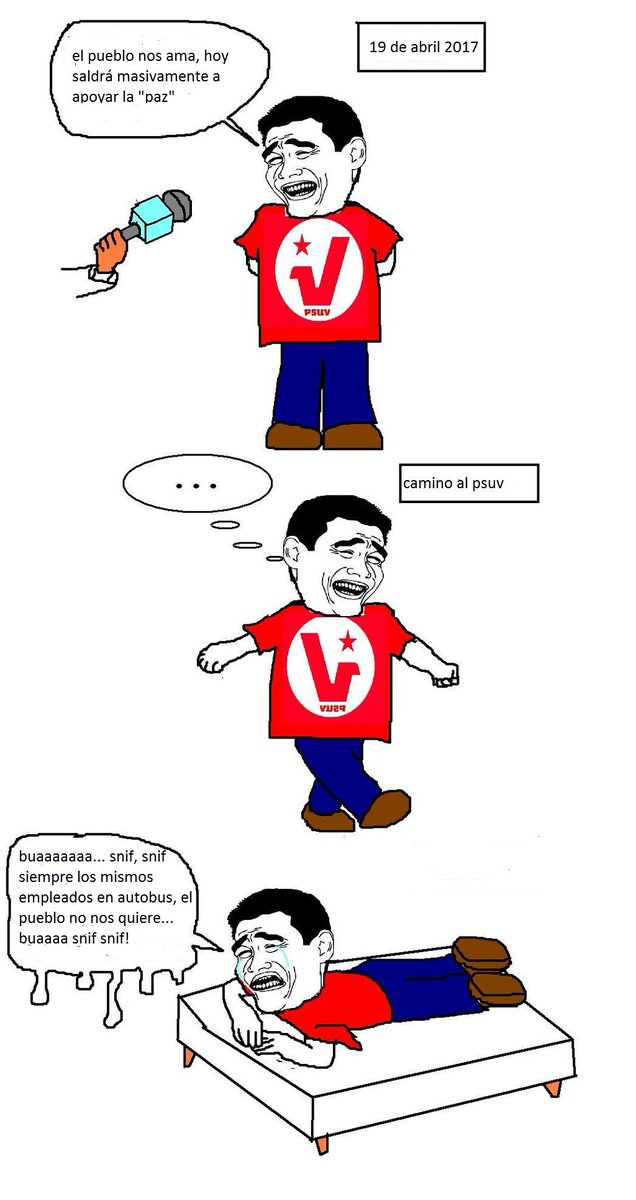 el pueblo nos ama, hoy
saldrá masivamente a
apoyar la "paz"
19 de abril 2017
PSUV
...
camino al psuv
PSUV
buaaaaaaa... snif, snif
siempre los mismos
empleados en autobus, el
pueblo no nos quiere...
buaaaa snif snif!